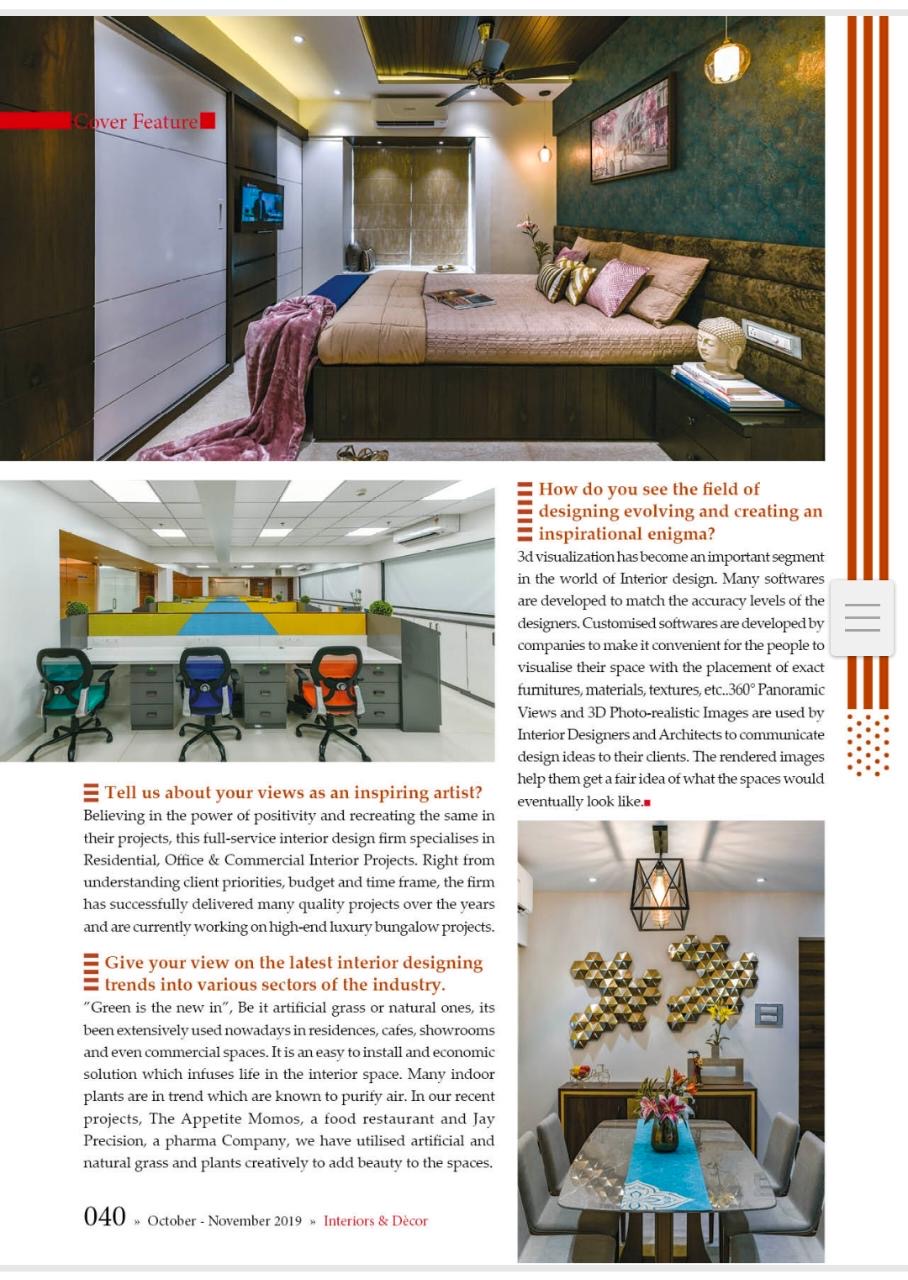 Cover Feature
How do you see the field of
designing evolving and creating an
inspirational enigma?
3d visualization has become an important segment
in the world of Interior design. Many softwares
are developed to match the accuracy levels of the
designers. Customised softwares are developed by
companies to make it convenient for the people to
visualise their space with the placement of exact
furnitures, materials, textures, etc..360° Panoramic
Views and 3D Photo-realistic Images are used by
Interior Designers and Architects to communicate
design ideas to their clients. The rendered images
help them get a fair idea of what the spaces would
eventually look like.
Tell us about your views as an inspiring artist?
Believing in the power of positivity and recreating the same in
their projects, this full-service interior design firm specialises in
Residential, Office & Commercial Interior Projects. Right from
understanding client priorities, budget and time frame, the firm
has successfully delivered many quality projects over the years
and are currently working on high-end luxury bungalow projects.
Give your view on the latest interior designing
trends into various sectors of the industry.
"Green is the new in", Be it artificial grass or natural ones, its
been extensively used nowadays in residences, cafes, showrooms
and even commercial spaces. It is an easy to install and economic
solution which infuses life in the interior space. Many indoor
plants are in trend which are known to purify air. In our recent
projects, The Appetite Momos, a food restaurant and Jay
Precision, a pharma Company, we have utilised artificial and
natural grass and plants creatively to add beauty to the spaces.
040 » October - November 2019 » Interiors & Dècor